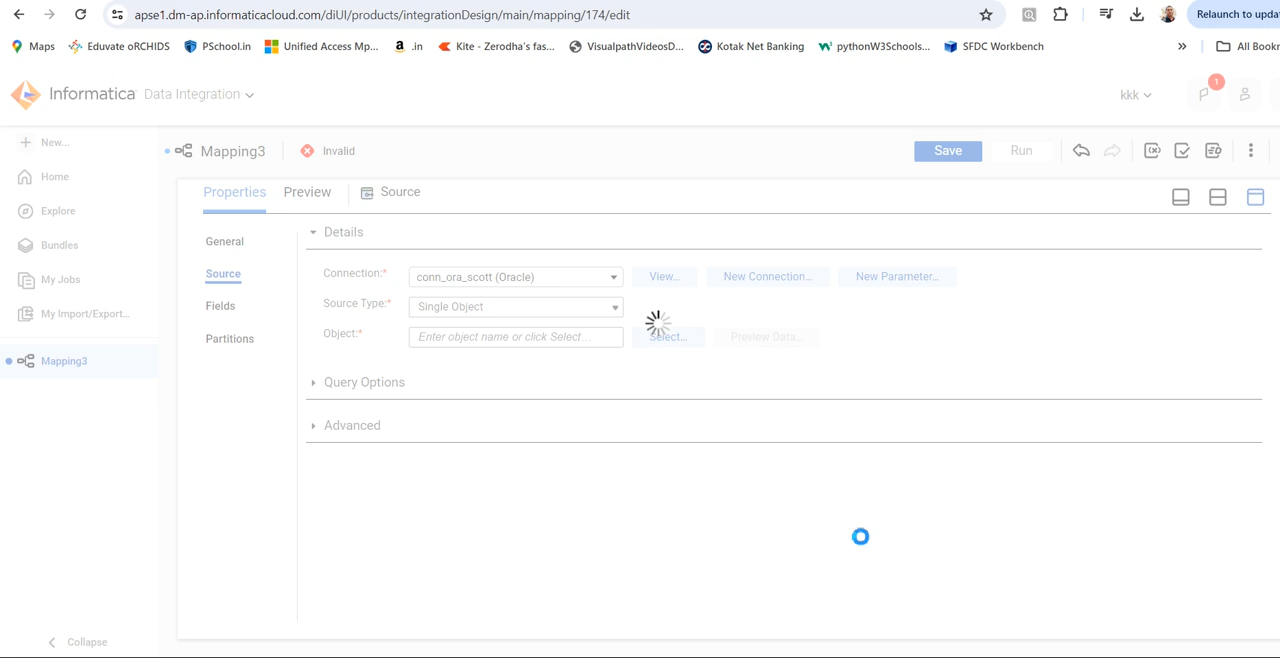 apse1.dm-ap.informaticacloud.com/diUI/products/integrationDesign/main/mapping/174/edit
Relaunch to updat
Maps
Eduvate oRCHIDS
PSchool.in
Unified Access Mp...
.in
Kite - Zerodha's fas...
VisualpathVideosD...
Kotak Net Banking
pythonW3Schools...
SFDC Workbench
»
All Bookm
Informatica
Data Integration
kkk
1
New...
Home
Explore
Bundles
My Jobs
My Import/Export...
Mapping3
Collapse
Mapping3
Invalid
Save
Run
Properties
Preview
Source
General
Source
Fields
Partitions
Details
Connection:*
conn_ora_scott (Oracle)
View...
New Connection...
New Parameter...
Source Type:*
Single Object
Object:*
Enter object name or click Select...
Select...
Preview Data...
Query Options
Advanced